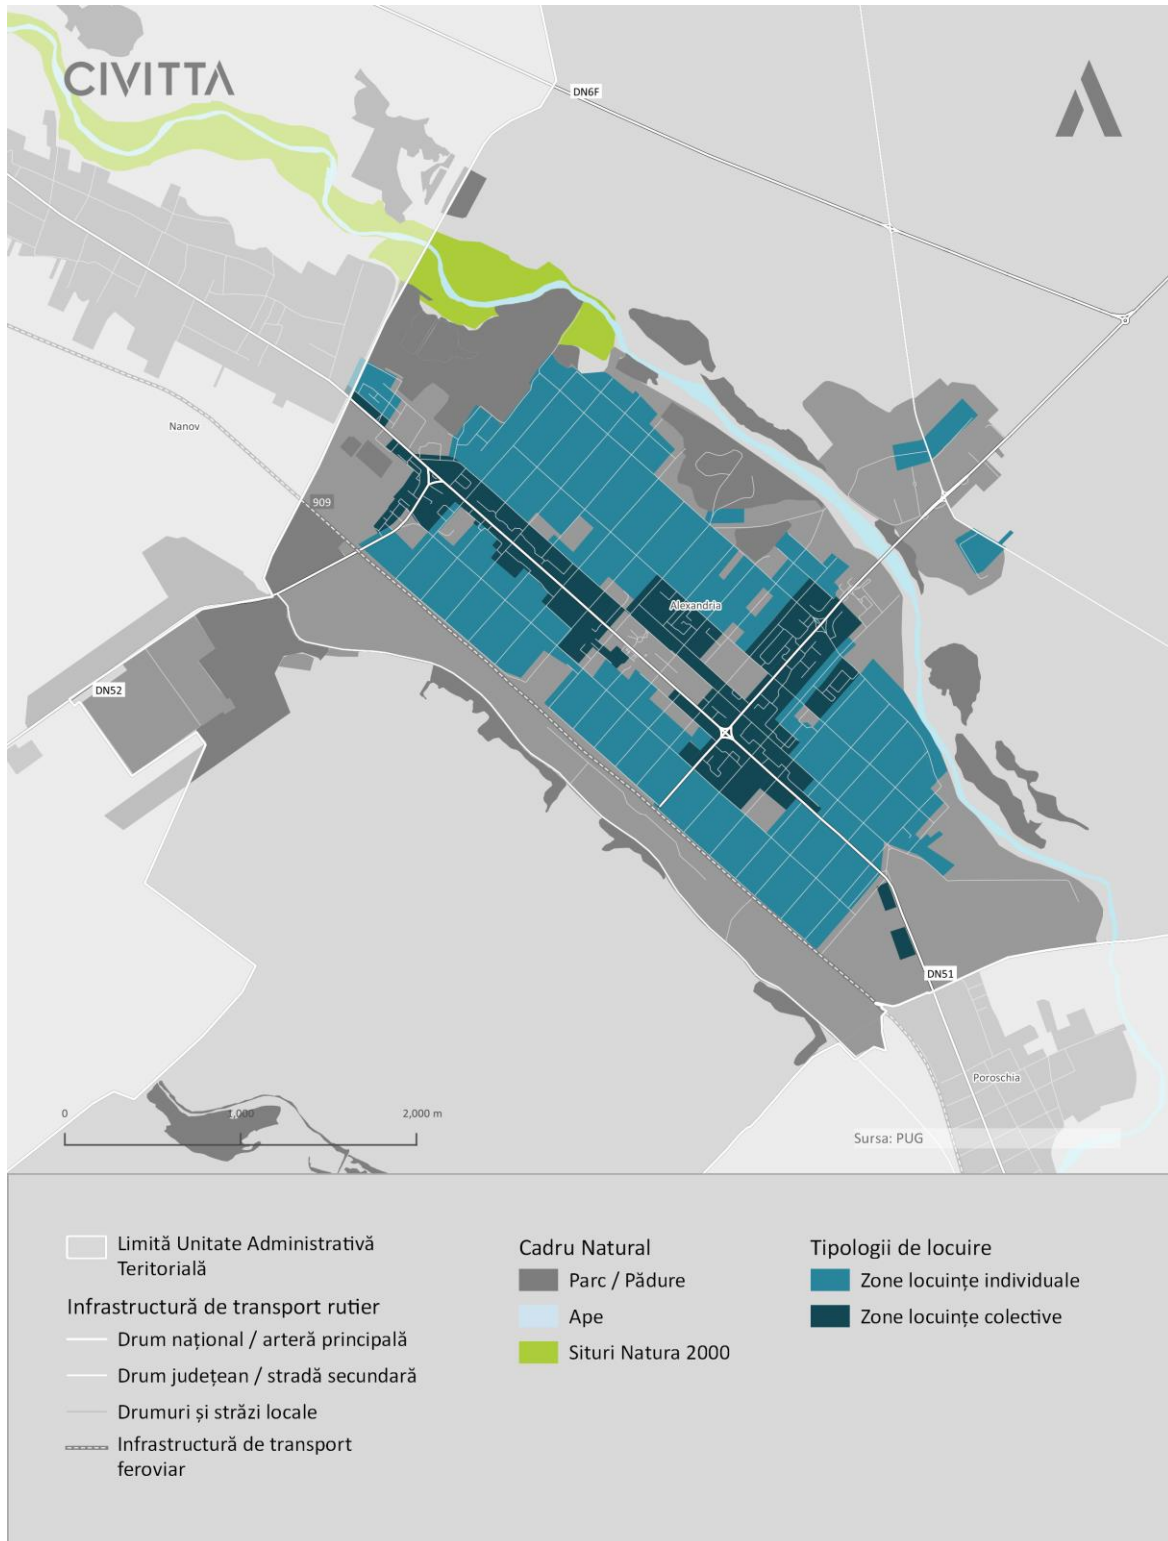 CIVITTA
DN6F
Nanov
909
Alexandria
DN52
DN51
Poroschia
0 1,000 2,000 m
Sursa: PUG
Limită Unitate Administrativă
Teritorială
Infrastructură de transport rutier
Drum național / arteră principală
Drum județean / stradă secundară
Drumuri și străzi locale
Infrastructură de transport
feroviar
Cadru Natural
Parc / Pădure
Ape
Situri Natura 2000
Tipologii de locuire
Zone locuințe individuale
Zone locuințe colective